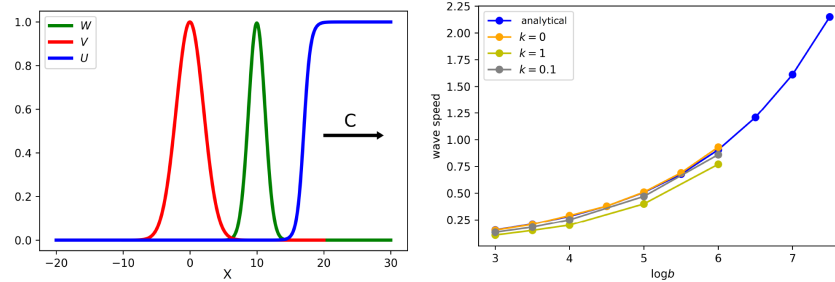 1.0
0.8
0.6
0.4
0.2
0.0
−20
−10
0
10
20
30
X
W
V
U
C
2.25
2.00
1.75
1.50
1.25
1.00
0.75
0.50
0.25
wave speed
3
4
5
6
7
logb
analytical
k = 0
k = 1
k = 0.1